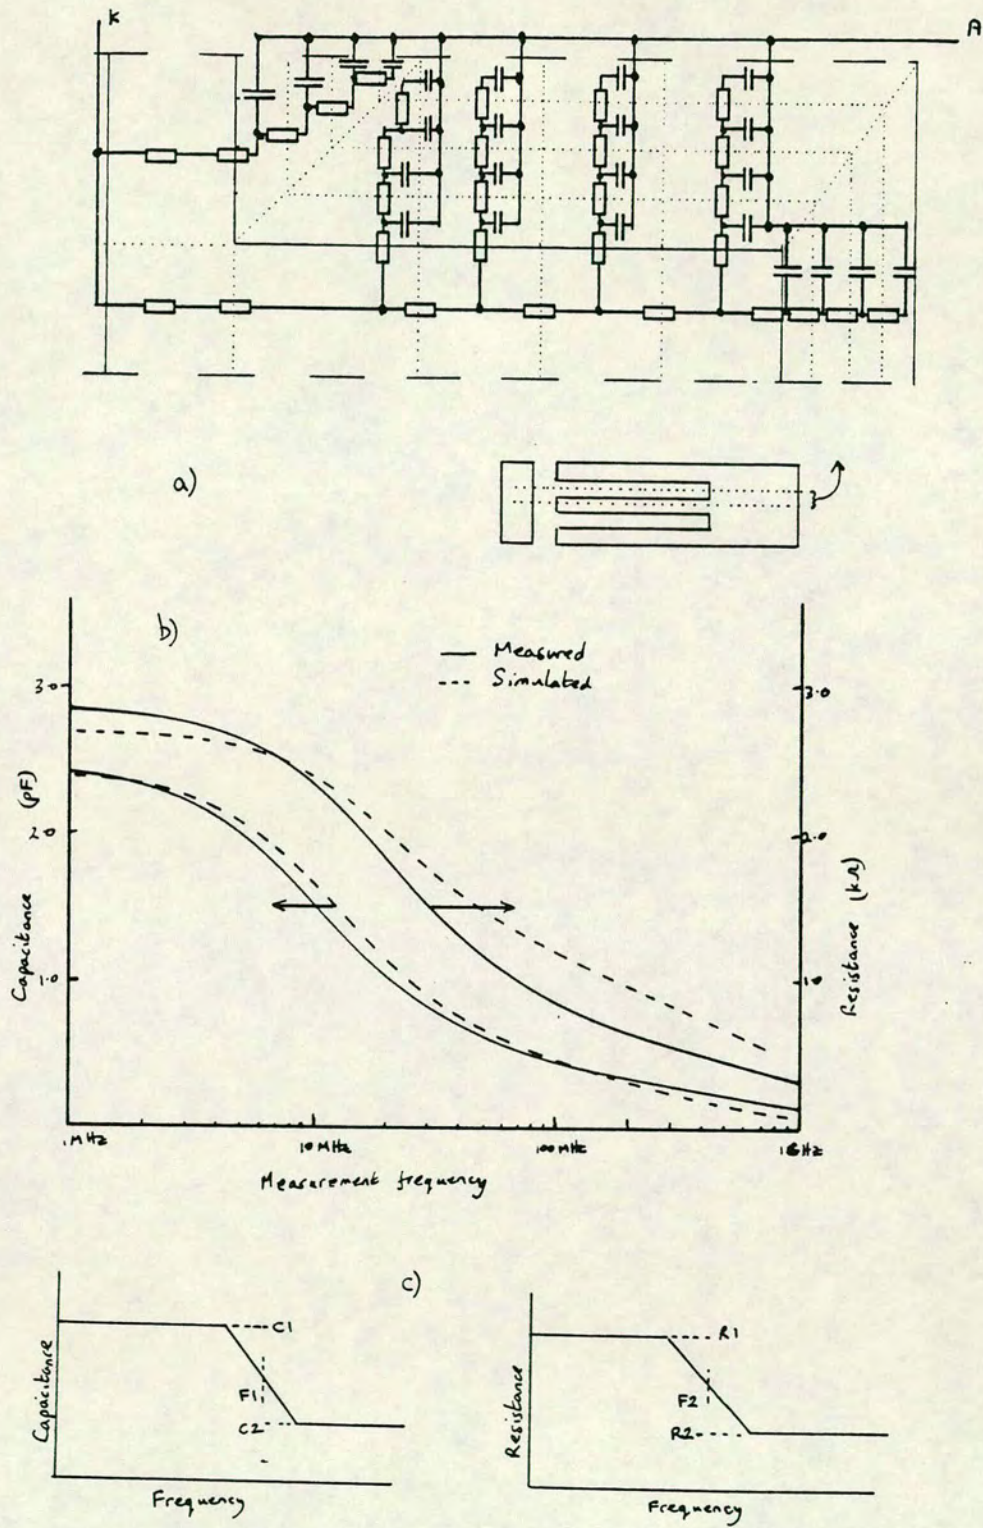 K
A
a)
b)
— Measured
--- Simulated
3.0
3.0
2.0
2.0
1.0
1.0
Capacitance (pF)
Resistance (kΩ)
1MHz
10MHz
100MHz
1GHz
Measurement frequency
c)
C1
F1
C2
Capacitance
Frequency
R1
F2
R2
Resistance
Frequency